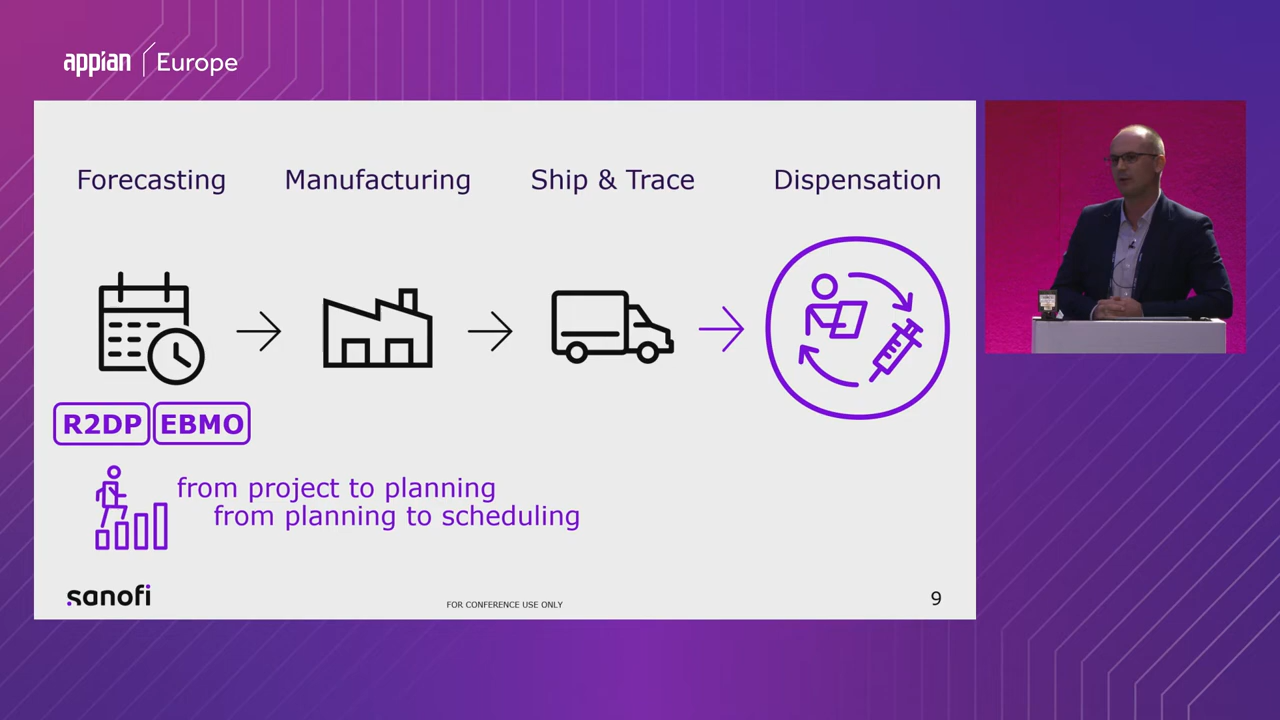 appian Europe
Forecasting Manufacturing Ship & Trace Dispensation
R2DP EBMO
from project to planning
from planning to scheduling
sanofi
FOR CONFERENCE USE ONLY
9